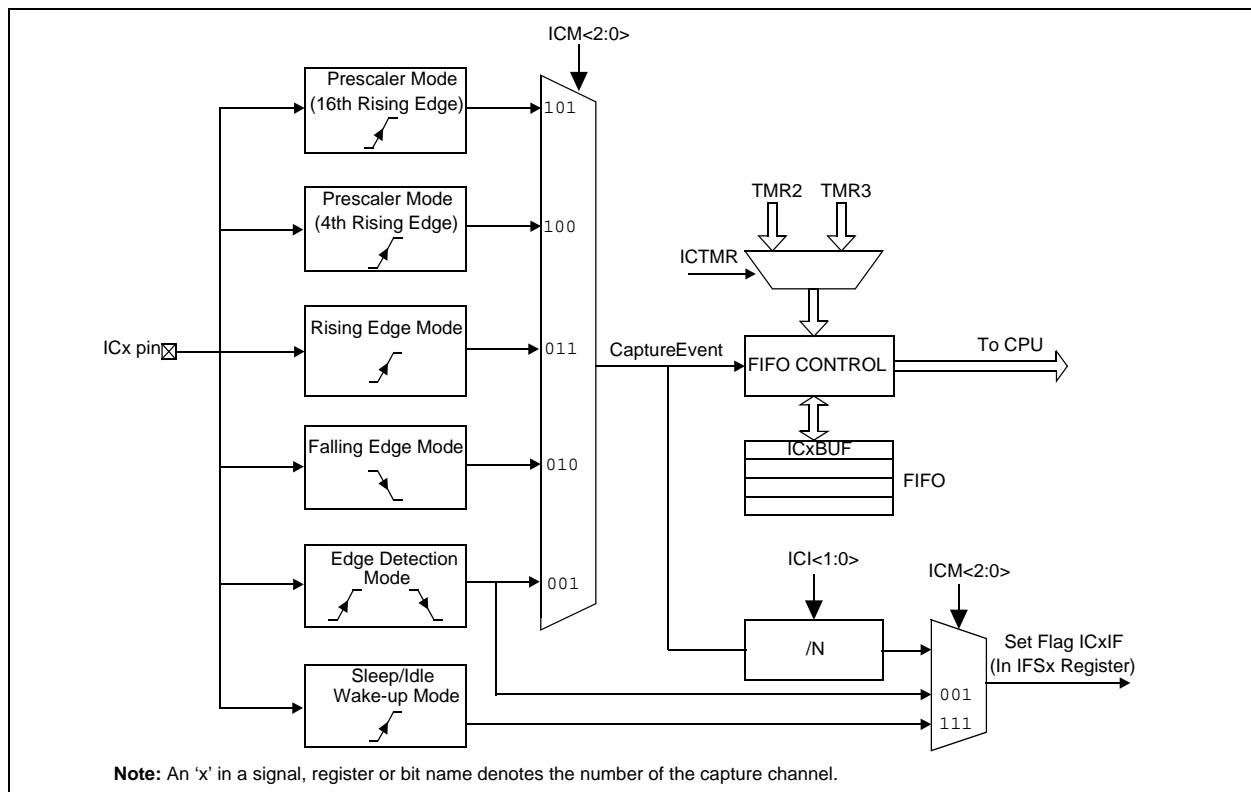 ICM<2:0>
Prescaler Mode
(16th Rising Edge)
101
TMR2 TMR3
Prescaler Mode
(4th Rising Edge)
100
ICTMR
ICx pin
Rising Edge Mode
011
CaptureEvent
FIFO CONTROL
To CPU
Falling Edge Mode
010
ICxBUF
FIFO
Edge Detection
Mode
001
ICI<1:0>
ICM<2:0>
/N
Set Flag ICxIF
(In IFSx Register)
Sleep/Idle
Wake-up Mode
001
111
Note: An ‘x’ in a signal, register or bit name denotes the number of the capture channel.